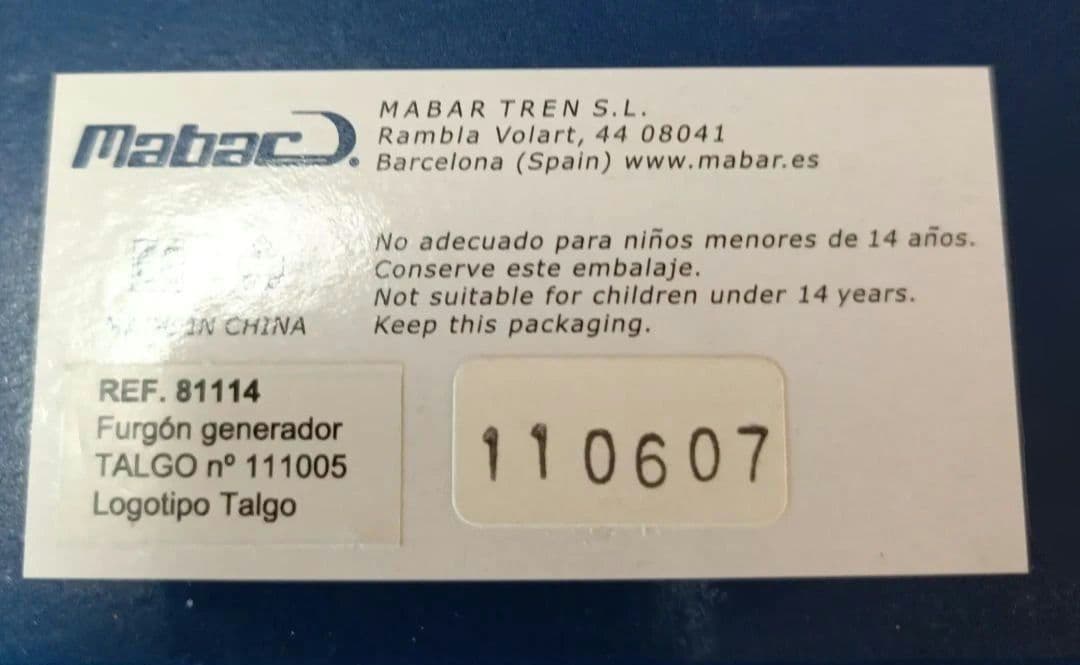 Mabar
MABAR TREN S.L.
Rambla Volart, 44 08041
Barcelona (Spain) www.mabar.es
No adecuado para niños menores de 14 años.
Conserve este embalaje.
Not suitable for children under 14 years.
Keep this packaging.
IN CHINA
REF. 81114
Furgón generador
TALGO nº 111005
Logotipo Talgo
110607